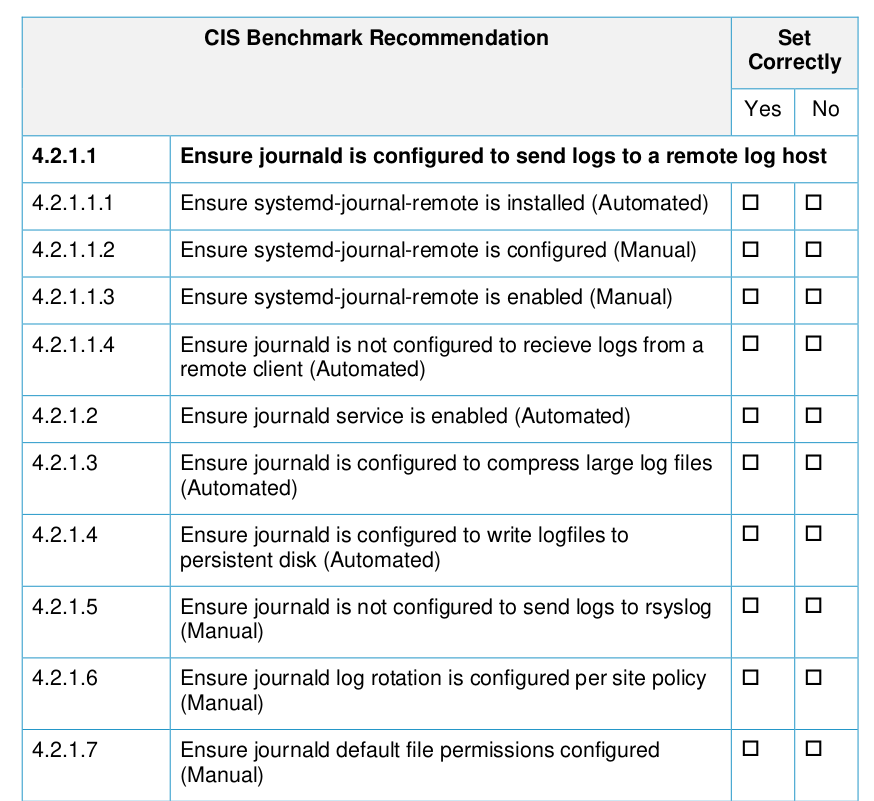 CIS Benchmark Recommendation
Set
Correctly
Yes No
4.2.1.1 Ensure journald is configured to send logs to a remote log host
4.2.1.1.1 Ensure systemd-journal-remote is installed (Automated)
4.2.1.1.2 Ensure systemd-journal-remote is configured (Manual)
4.2.1.1.3 Ensure systemd-journal-remote is enabled (Manual)
4.2.1.1.4 Ensure journald is not configured to recieve logs from a
remote client (Automated)
4.2.1.2 Ensure journald service is enabled (Automated)
4.2.1.3 Ensure journald is configured to compress large log files
(Automated)
4.2.1.4 Ensure journald is configured to write logfiles to
persistent disk (Automated)
4.2.1.5 Ensure journald is not configured to send logs to rsyslog
(Manual)
4.2.1.6 Ensure journald log rotation is configured per site policy
(Manual)
4.2.1.7 Ensure journald default file permissions configured
(Manual)